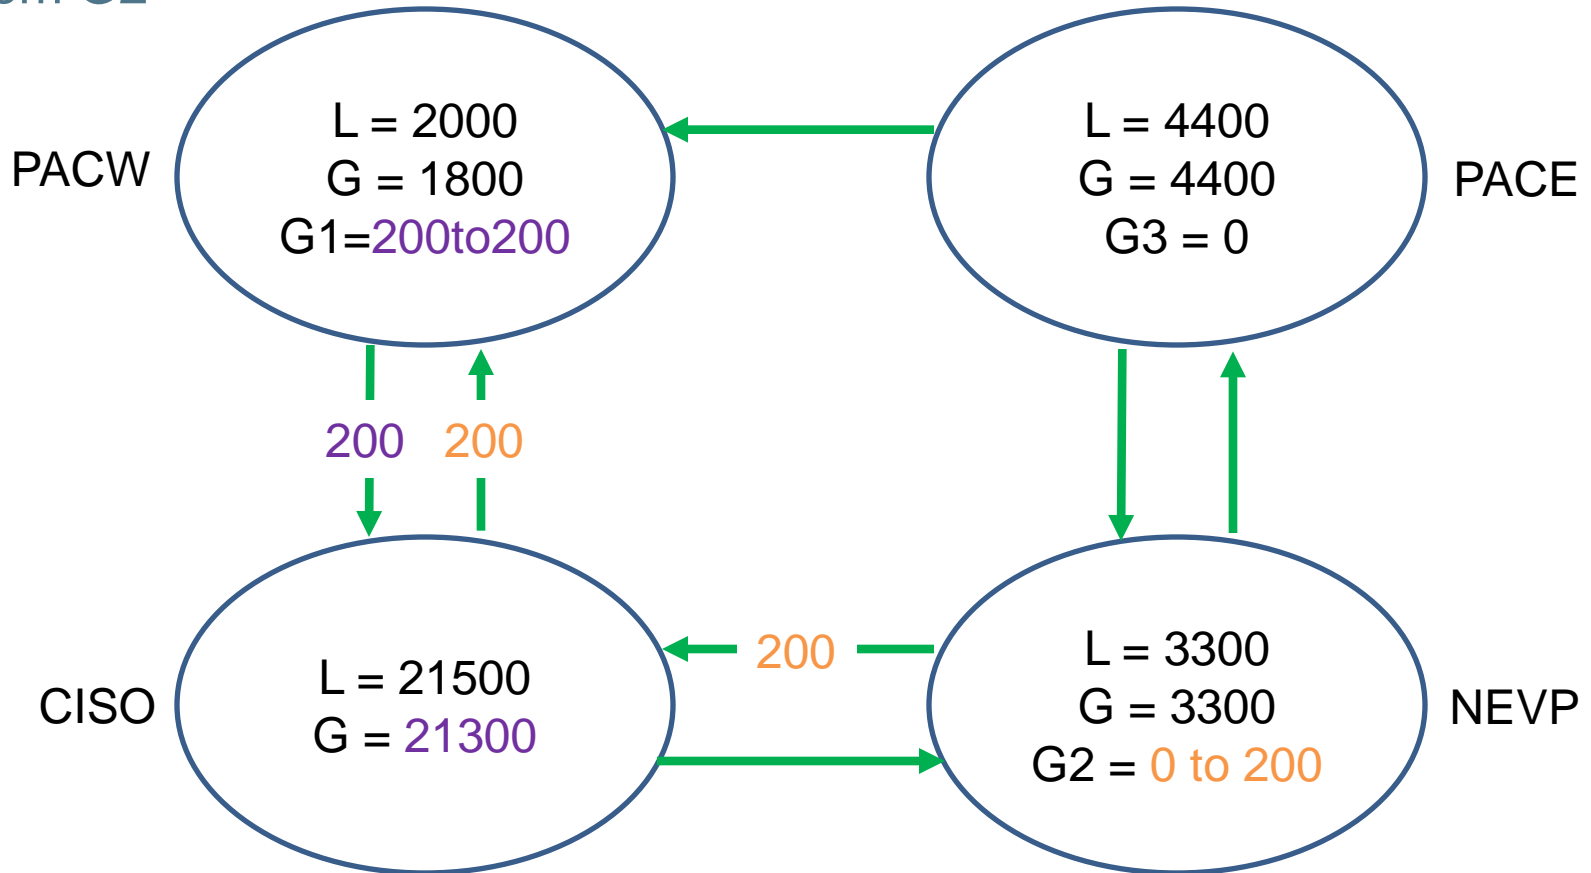 PACW
L = 2000
G = 1800
G1=200to200
L = 4400
G = 4400
G3 = 0
PACE
200
200
CISO
L = 21500
G = 21300
200
L = 3300
G = 3300
G2 = 0 to 200
NEVP